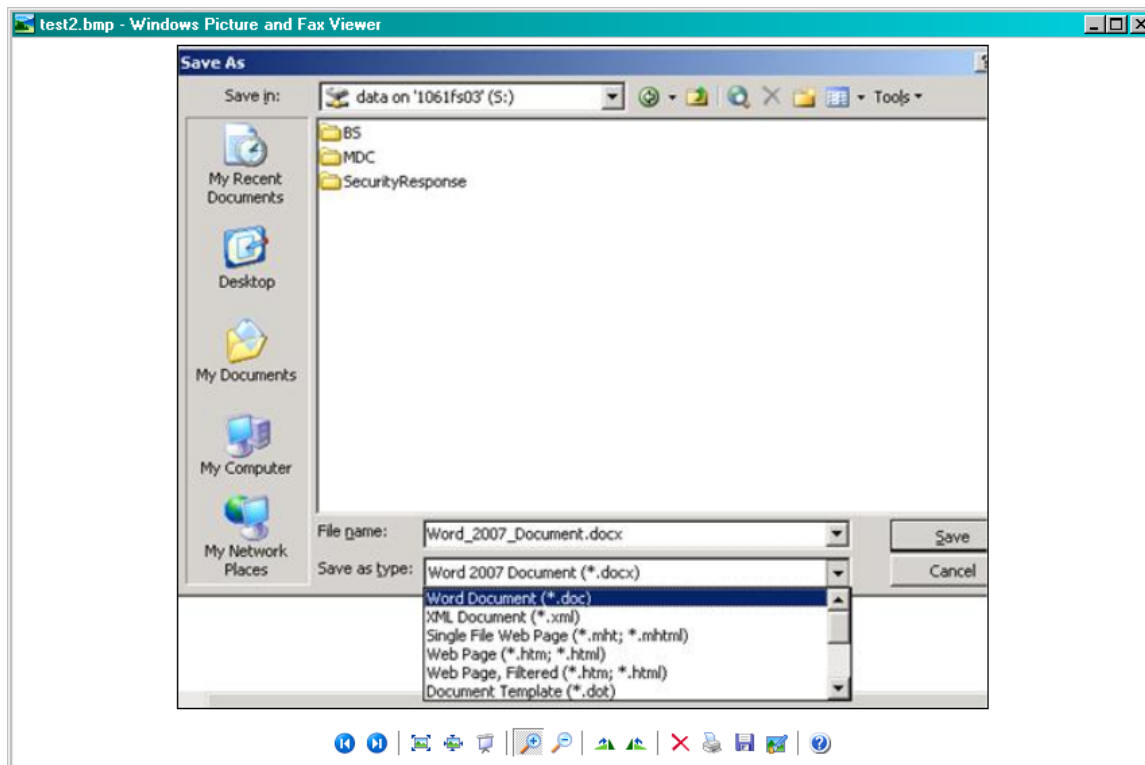 test2.bmp - Windows Picture and Fax Viewer
Save As
Save in:
data on '1061fs03' (S:)
Tools
BS
MDC
SecurityResponse
My Recent
Documents
Desktop
My Documents
My Computer
My Network
Places
File name:
Word_2007_Document.docx
Save
Save as type:
Word 2007 Document (*.docx)
Cancel
Word Document (*.doc)
XML Document (*.xml)
Single File Web Page (*.mht; *.mhtml)
Web Page (*.htm; *.html)
Web Page, Filtered (*.htm; *.html)
Document Template (*.dot)